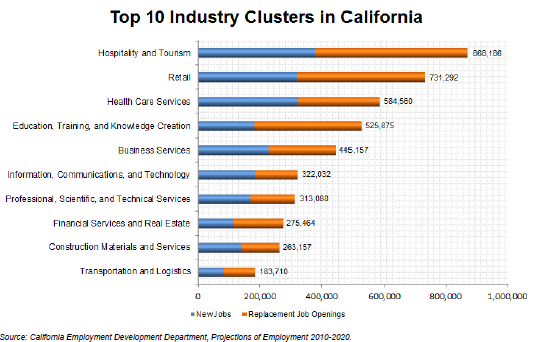 Top 10 Industry Clusters in California
Hospitality and Tourism
Retail
731,292
Health Care Services
584,560
Education, Training, and Knowledge Creation
525,875
Business Services
445,157
Information, Communications, and Technology
322,032
Professional, Scientific, and Technical Services
313,080
Financial Services and Real Estate
275,464
Construction Materials and Services
263,157
Transportation and Logistics
183,710
0
200,000
400,000
600,000
800,000
1,000,000
New Jobs
Replacement Job Openings
Source: California Employment Development Department, Projections of Employment 2010-2020.